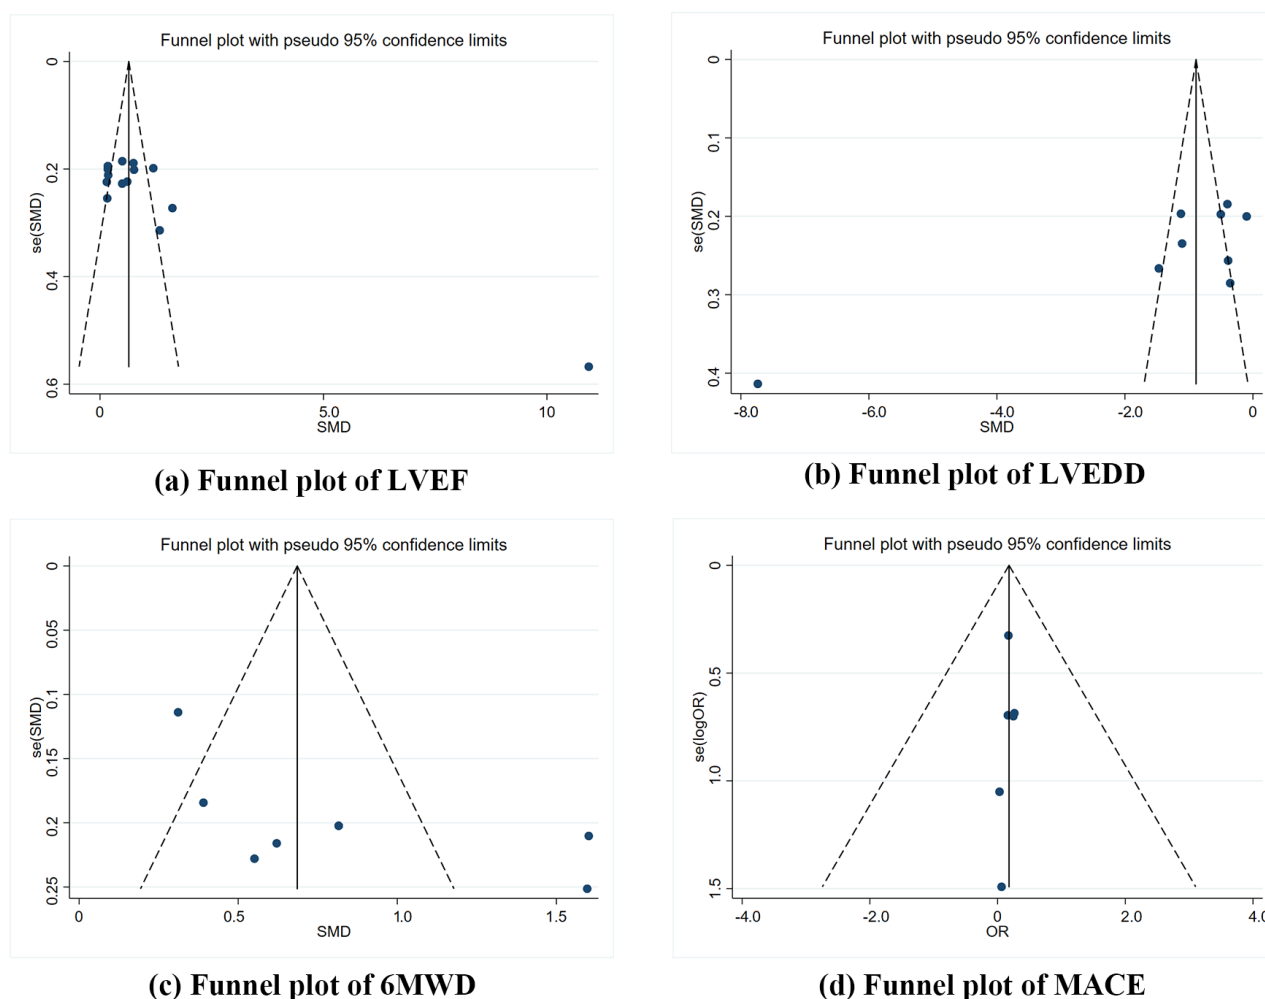 Funnel plot with pseudo 95% confidence limits
0
0.2
0.4
0.6
se(SMD)
0
5.0
10
SMD
(a) Funnel plot of LVEF
Funnel plot with pseudo 95% confidence limits
0
0.1
0.2
0.3
0.4
se(SMD)
-8.0
-6.0
-4.0
-2.0
0
SMD
(b) Funnel plot of LVEDD
Funnel plot with pseudo 95% confidence limits
0
0.05
0.1
0.15
0.2
0.25
se(SMD)
0
0.5
1.0
1.5
SMD
(c) Funnel plot of 6MWD
Funnel plot with pseudo 95% confidence limits
0
0.5
1.0
1.5
se(logOR)
-4.0
-2.0
0
2.0
4.0
OR
(d) Funnel plot of MACE